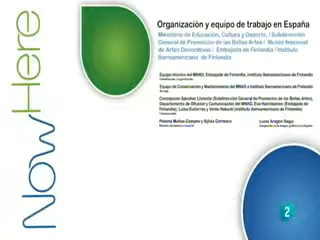 NowHere
Organización y equipo de trabajo en España
Ministerio de Educación, Cultura y Deporte, / Subdirección
General de Promoción de las Bellas Artes / Museo Nacional
de Artes Decorativas / Embajada de Finlandia / Instituto
Iberoamericano de Finlandia
Equipo técnico del MNAD, Embajada de Finlandia, Instituto Iberoamericano de Finlandia
Equipo de Conservación y Mantenimiento del MNAD e Instituto Iberoamericano de Finlandia
Concepción Sánchez Llorente (Subdirección General de Promoción de las Bellas Artes),
Departamento de Difusión y Comunicación del MNAD, Eva Hannikainen (Embajada de
Finlandia), Luisa Gutiérrez y Venla Hakanti (Instituto Iberoamericano de Finlandia)
Paloma Muñoz-Campos y Sylvia Carrasco
Lucía Aragón Seguí
2